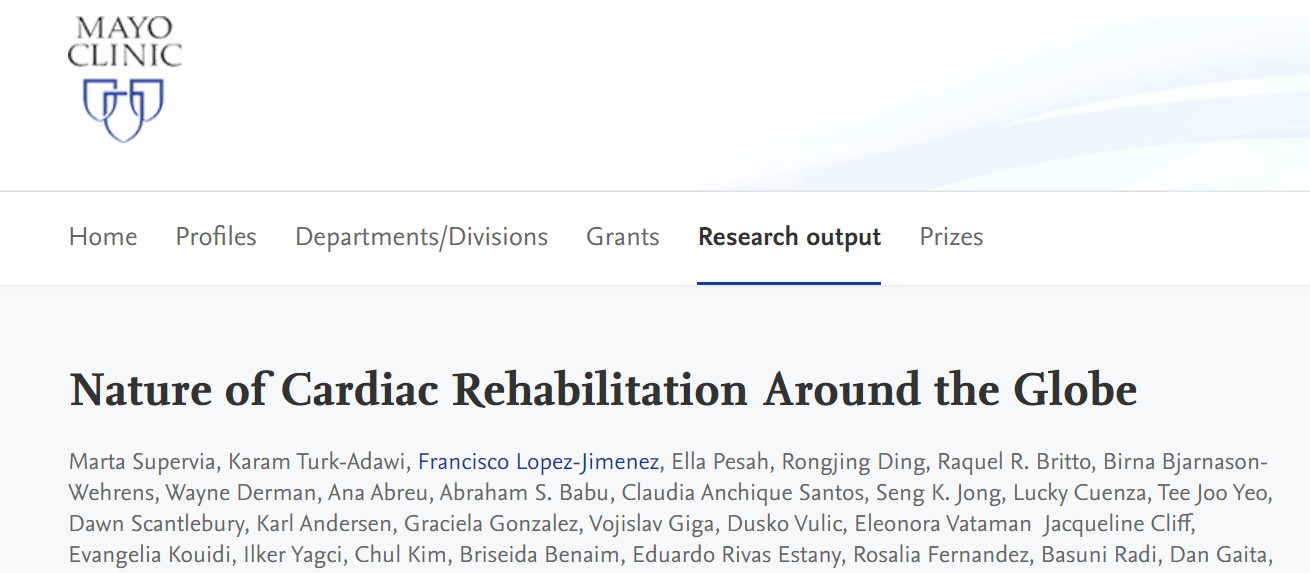 MAYO
CLINIC
Home Profiles Departments/Divisions Grants Research output Prizes
Nature of Cardiac Rehabilitation Around the Globe
Marta Supervia, Karam Turk-Adawi, Francisco Lopez-Jimenez, Ella Pesah, Rongjing Ding, Raquel R. Britto, Birna Bjarnason-
Wehrens, Wayne Derman, Ana Abreu, Abraham S. Babu, Claudia Anchique Santos, Seng K. Jong, Lucky Cuenza, Tee Joo Yeo,
Dawn Scantlebury, Karl Andersen, Graciela Gonzalez, Vojislav Giga, Dusko Vulic, Eleonora Vataman Jacqueline Cliff,
Evangelia Kouidi, Ilker Yagci, Chul Kim, Briseida Benaim, Eduardo Rivas Estany, Rosalia Fernandez, Basuni Radi, Dan Gaita,